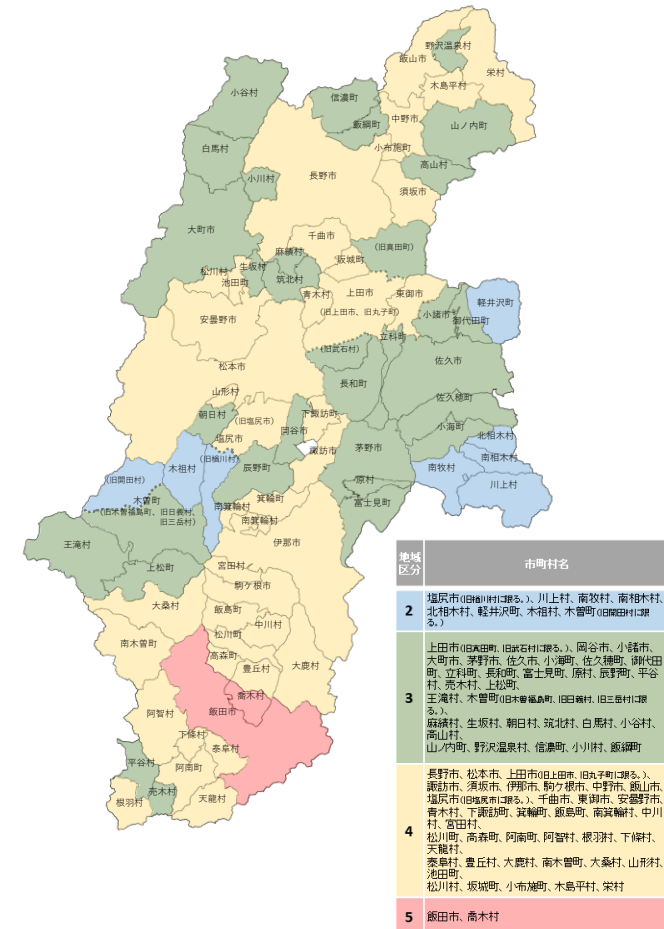 野沢温泉村
飯山市
栄村
小谷村
木島平村
信濃町
中野市
飯綱町
山ノ内町
白馬村
小布施町
高山村
小川村
長野市
須坂市
大町市
千曲市
(旧真田町)
麻績村
坂城町
生坂村
松川村
池田町
筑北村
青木村
上田市
東御市
軽井沢町
(旧上田市、旧丸子町)
小諸市
御代田町
安曇野市
立科町
(旧武石村)
佐久市
松本市
長和町
山形村
佐久穂町
朝日村
下諏訪町
(旧塩尻市)
小海町
岡谷市
塩尻市
北相木村
茅野市
諏訪市
(旧楢川村)
南相木村
木祖村
辰野町
南牧村
(旧開田村)
原村
川上村
木曽町
箕輪町
富士見町
南箕輪村
(旧木曽福島町、旧日義村、
旧三岳村)
南箕輪村
伊那市
王滝村
上松町
宮田村
駒ケ根市
大桑村
飯島町
中川村
松川町
南木曽町
高森町
豊丘村
大鹿村
喬木村
阿智村
飯田市
下條村
泰阜村
平谷村
阿南町
売木村
天龍村
根羽村
地域
区分
市町村名
2
塩尻市(旧楢川村に限る。)、川上村、南牧村、南相木村、
北相木村、軽井沢町、木祖村、木曽町(旧開田村に限
る。)
3
上田市(旧真田町、旧武石村に限る。)、岡谷市、小諸市、
大町市、茅野市、佐久市、小海町、佐久穂町、御代田
町、立科町、長和町、富士見町、原村、辰野町、平谷
村、売木村、上松町、
王滝村、木曽町(旧木曽福島町、旧日義村、旧三岳村に限
る。)、
麻績村、生坂村、朝日村、筑北村、白馬村、小谷村、
高山村、
山ノ内町、野沢温泉村、信濃町、小川村、飯綱町
4
長野市、松本市、上田市(旧上田市、旧丸子町に限る。)、
諏訪市、須坂市、伊那市、駒ケ根市、中野市、飯山市、
塩尻市(旧塩尻市に限る。)、千曲市、東御市、安曇野市、
青木村、下諏訪町、箕輪町、飯島町、南箕輪村、中川
村、宮田村、
松川町、高森町、阿南町、阿智村、根羽村、下條村、
天龍村、
泰阜村、豊丘村、大鹿村、南木曽町、大桑村、山形村、
池田町、
松川村、坂城町、小布施町、木島平村、栄村
5
飯田市、喬木村